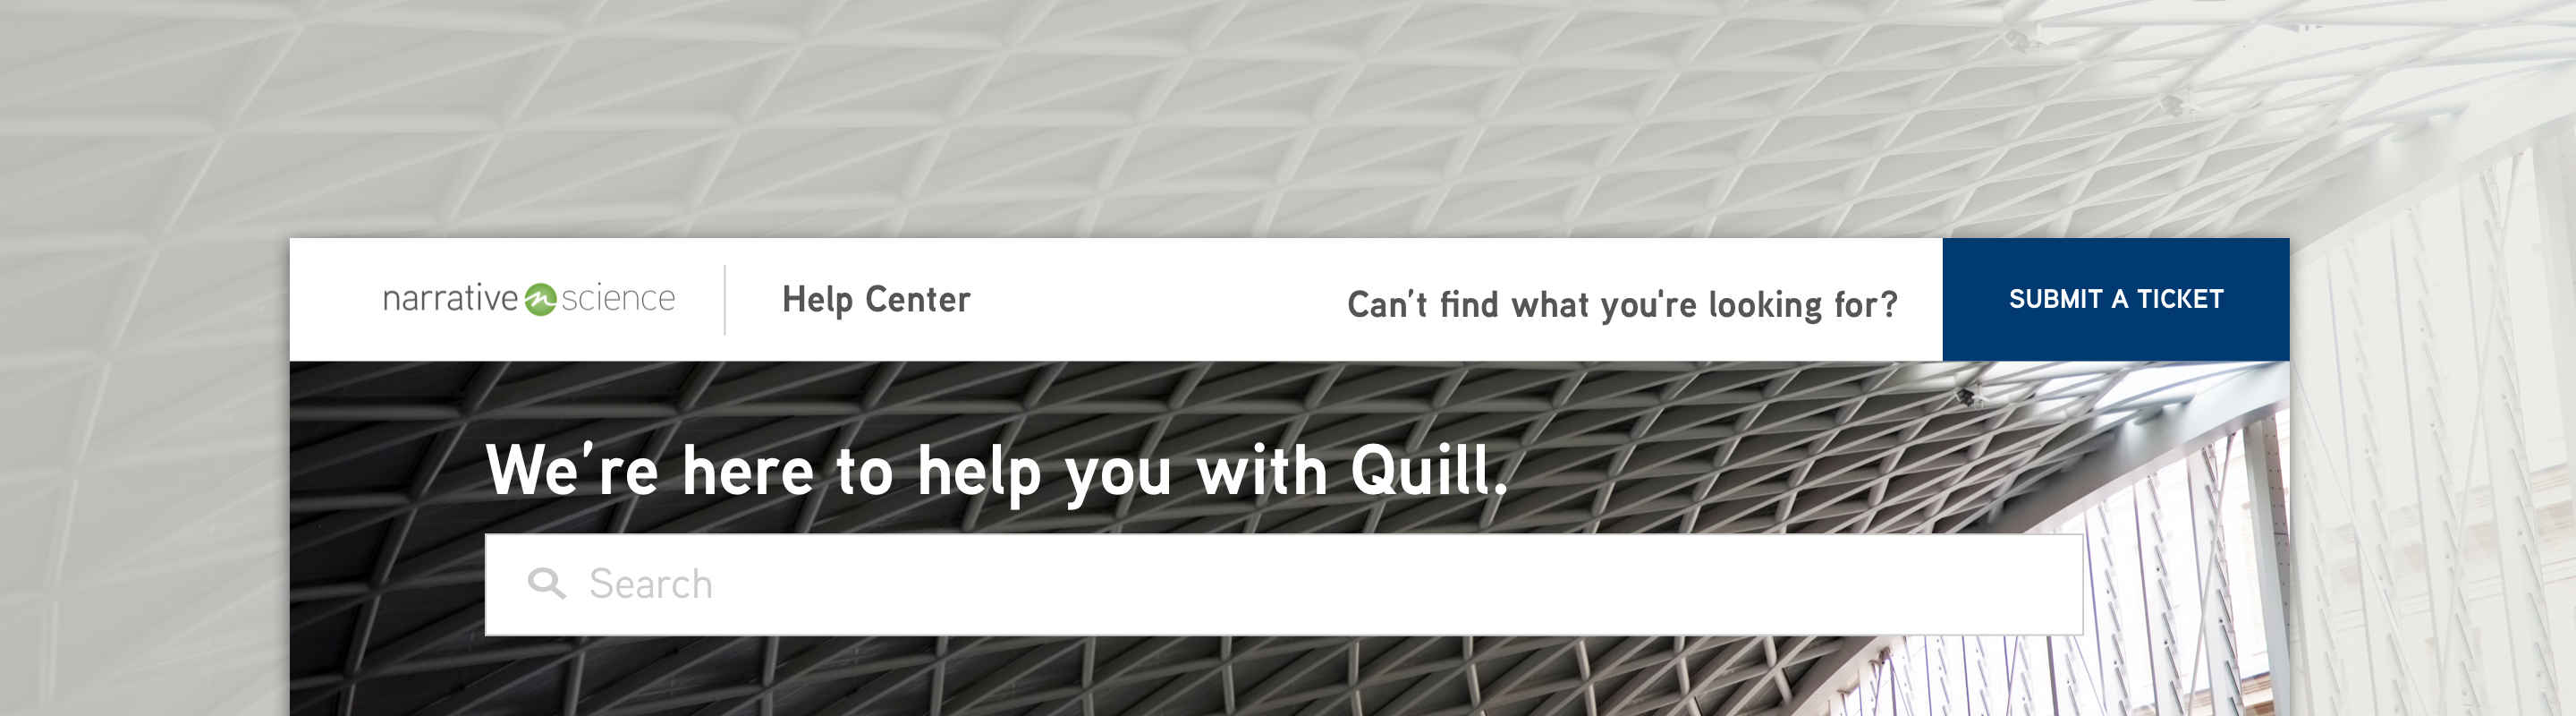 narrative science
Help Center
Can’t find what you're looking for?
SUBMIT A TICKET
We’re here to help you with Quill.
Search